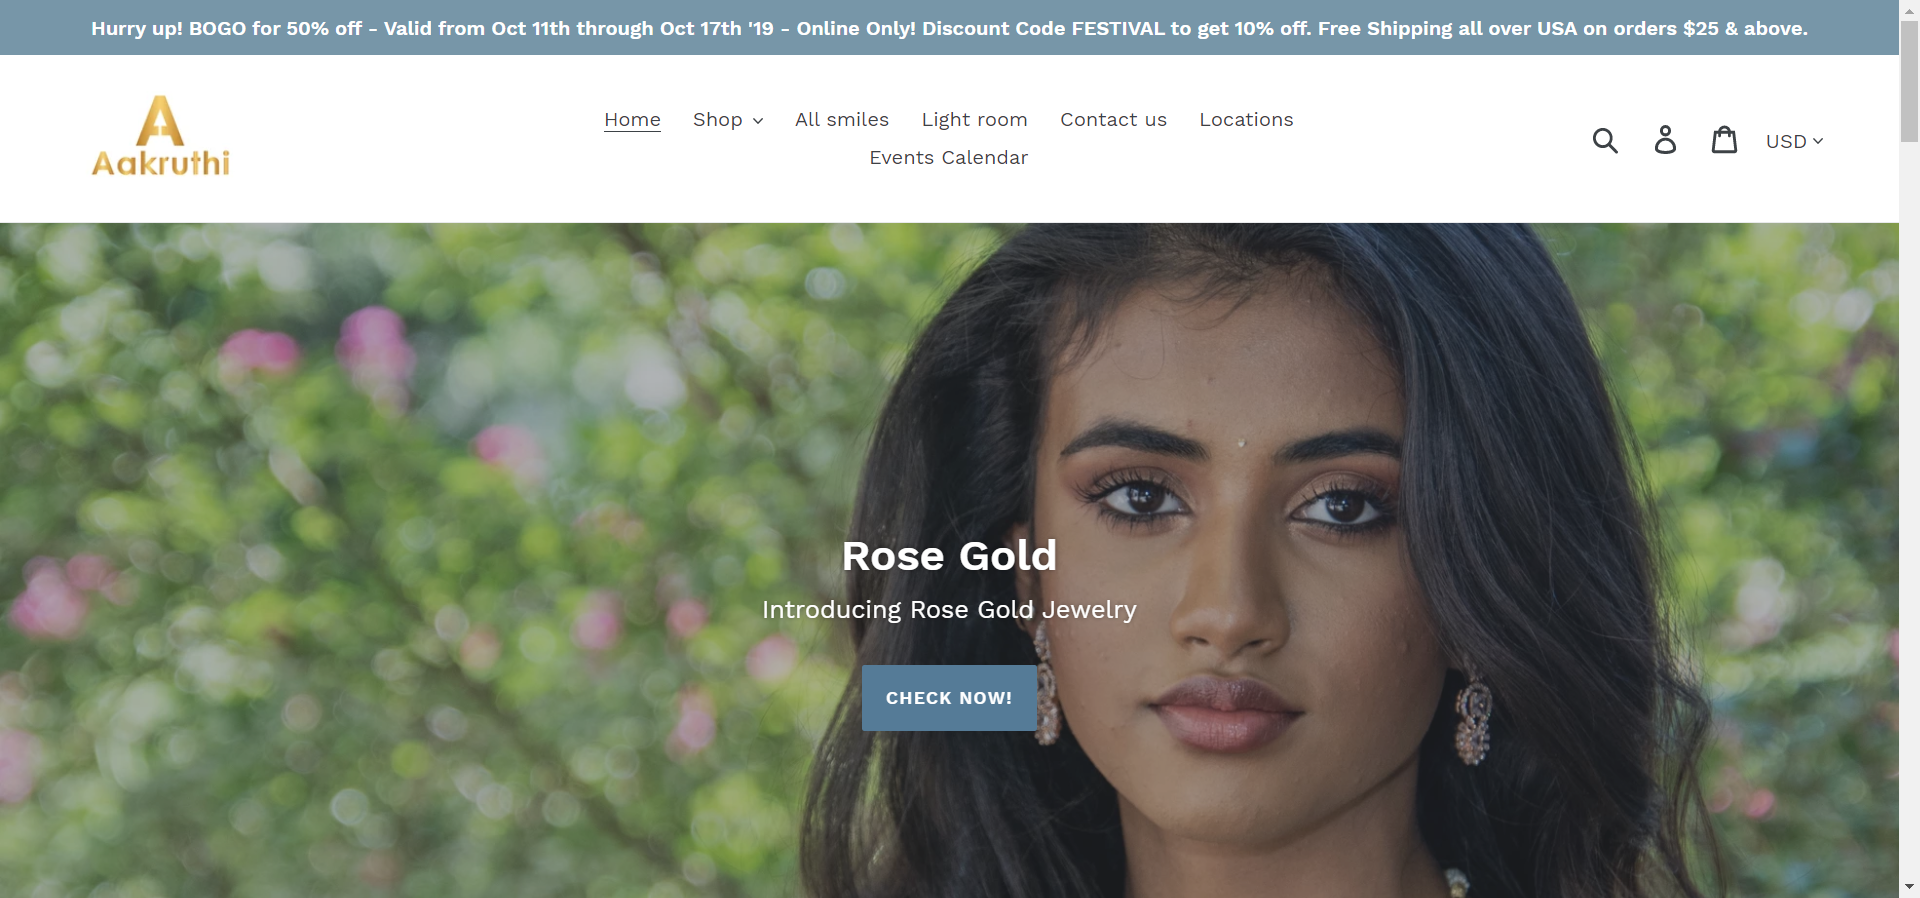 Hurry up! BOGO for 50% off - Valid from Oct 11th through Oct 17th '19 - Online Only! Discount Code FESTIVAL to get 10% off. Free Shipping all over USA on orders $25 & above.
A
Aakruthi
Home Shop All smiles Light room Contact us Locations
Events Calendar
USD
Rose Gold
Introducing Rose Gold Jewelry
CHECK NOW!